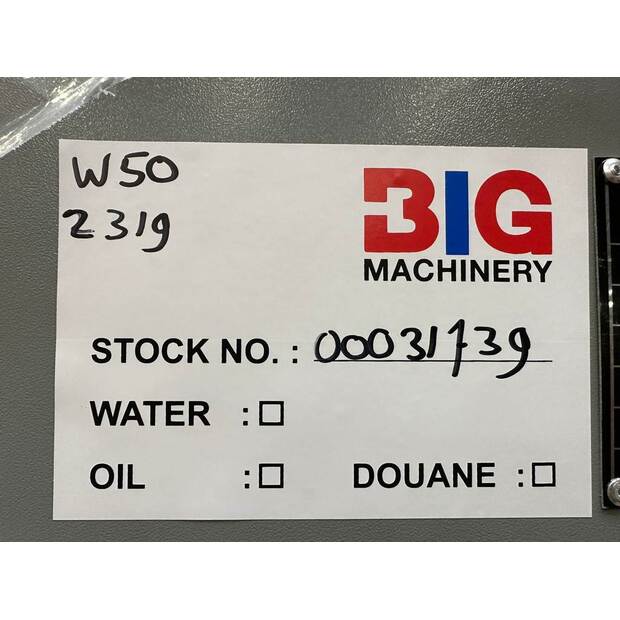 W50
2319
BIG
MACHINERY
STOCK NO. : 00031739
WATER :
OIL : DOUANE :